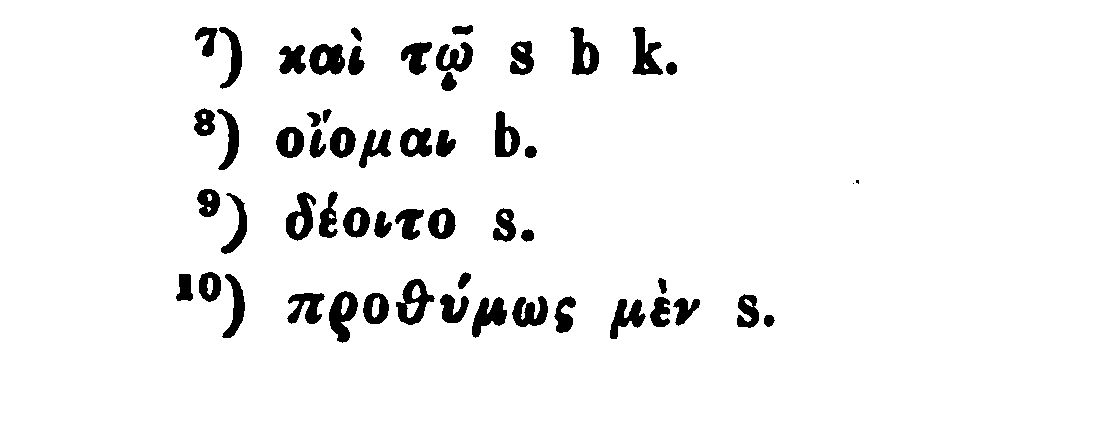 ⁷) καὶ τῷ s b k.
⁸) οἴομαι b.
⁹) δέοιτο s.
¹⁰) προθύμως μὲν s.